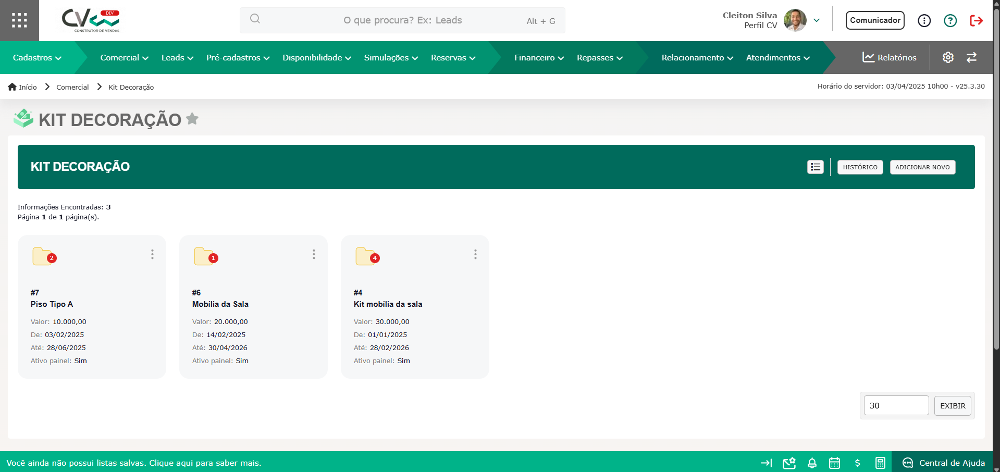 CV DEV
CONSTRUTOR DE VENDAS
O que procura? Ex: Leads
Alt + G
Cleiton Silva
Perfil CV
Comunicador
Cadastros
Comercial
Leads
Pré-cadastros
Disponibilidade
Simulações
Reservas
Financeiro
Repasses
Relacionamento
Atendimentos
Relatórios
Início
Comercial
Kit Decoração
Horário do servidor: 03/04/2025 10h00 - v25.3.30
KIT DECORAÇÃO
KIT DECORAÇÃO
HISTÓRICO
ADICIONAR NOVO
Informações Encontradas: 3
Página 1 de 1 página(s).
2
#7
Piso Tipo A
Valor: 10.000,00
De: 03/02/2025
Até: 28/06/2025
Ativo painel: Sim
1
#6
Mobília da Sala
Valor: 20.000,00
De: 14/02/2025
Até: 30/04/2026
Ativo painel: Sim
4
#4
Kit mobília da sala
Valor: 30.000,00
De: 01/01/2025
Até: 28/02/2026
Ativo painel: Sim
30
EXIBIR
Você ainda não possui listas salvas. Clique aqui para saber mais.
$
Central de Ajuda